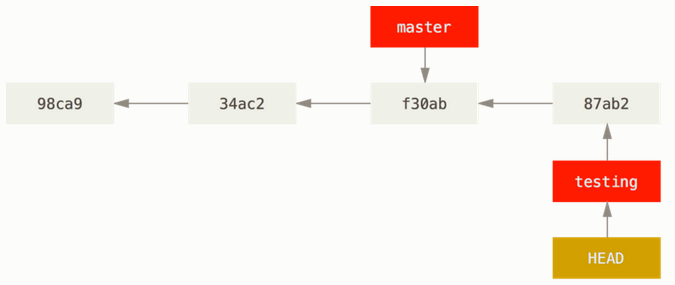 master
98ca9
34ac2
f30ab
87ab2
testing
HEAD